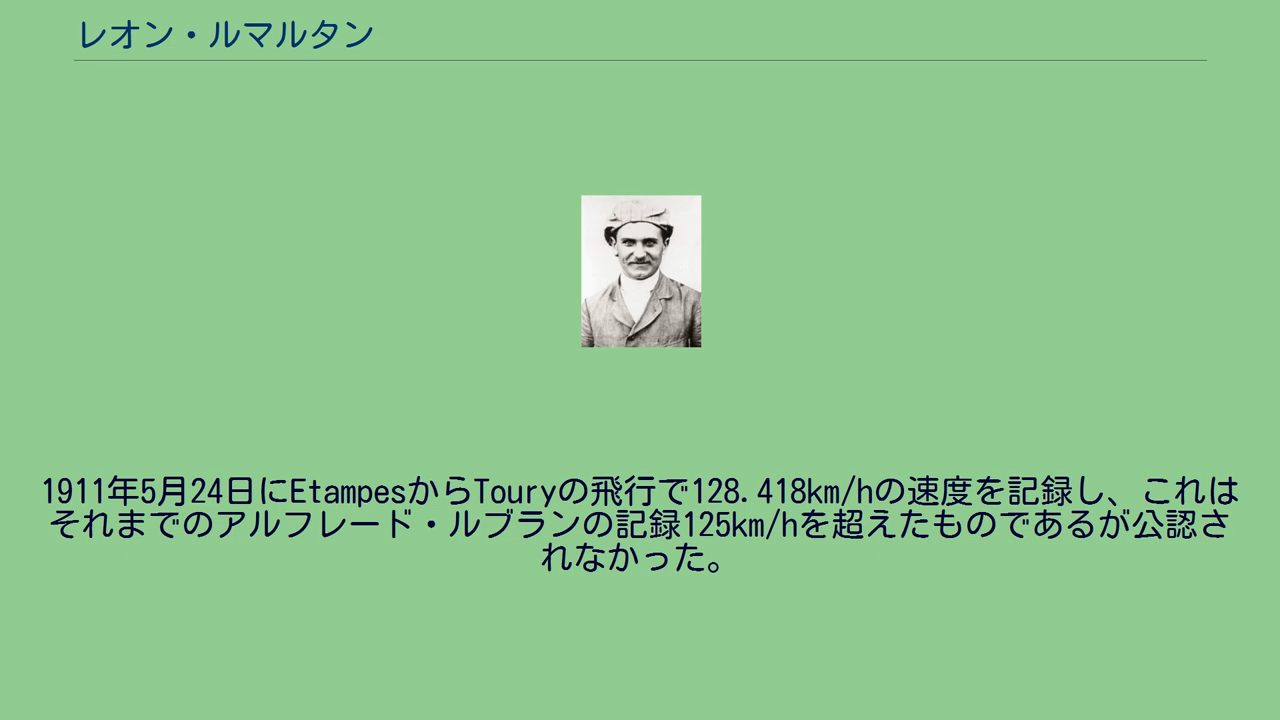 レオン・ルマルタン
1911年5月24日にEtampesからTouryの飛行で128.418km/hの速度を記録し、これは
それまでのアルフレード・ルブランの記録125km/hを超えたものであるが公認さ
れなかった。